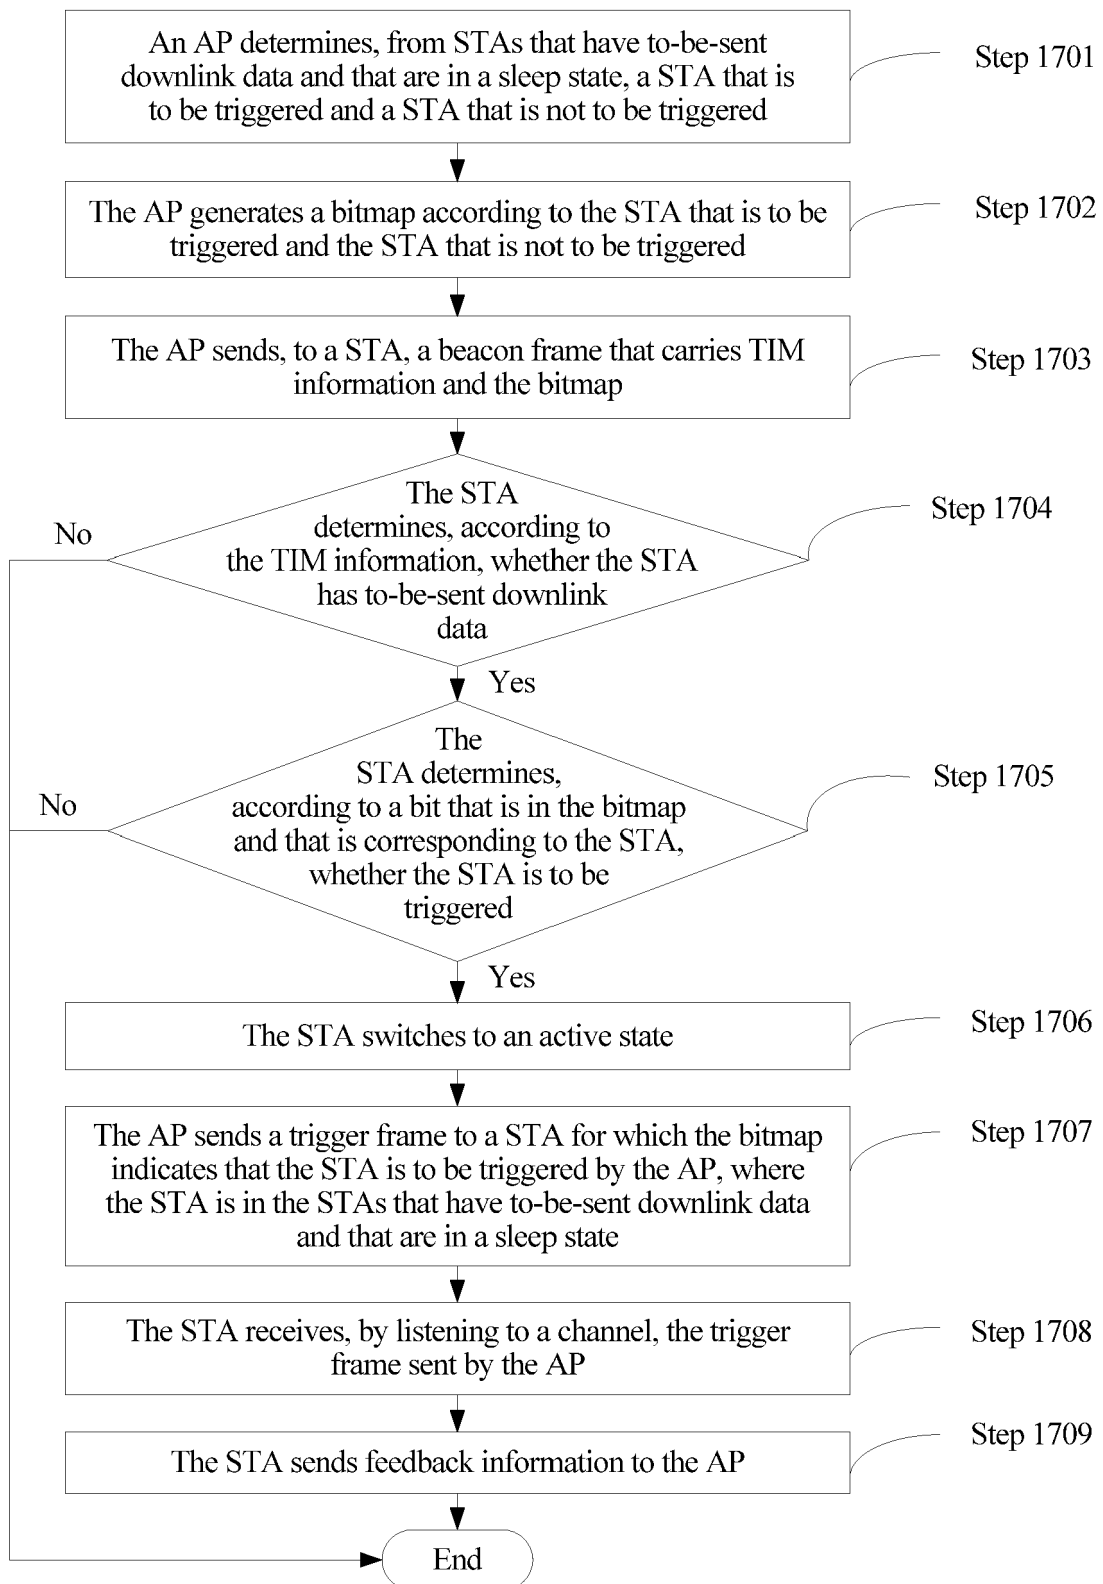 An AP determines, from STAs that have to-be-sent
downlink data and that are in a sleep state, a STA that is
to be triggered and a STA that is not to be triggered
Step 1701
The AP generates a bitmap according to the STA that is to be
triggered and the STA that is not to be triggered
Step 1702
The AP sends, to a STA, a beacon frame that carries TIM
information and the bitmap
Step 1703
The STA
determines, according to
the TIM information, whether the STA
has to-be-sent downlink
data
Step 1704
No
Yes
The
STA determines,
according to a bit that is in the bitmap
and that is corresponding to the STA,
whether the STA is to be
triggered
Step 1705
No
Yes
The STA switches to an active state
Step 1706
The AP sends a trigger frame to a STA for which the bitmap
indicates that the STA is to be triggered by the AP, where
the STA is in the STAs that have to-be-sent downlink data
and that are in a sleep state
Step 1707
The STA receives, by listening to a channel, the trigger
frame sent by the AP
Step 1708
The STA sends feedback information to the AP
Step 1709
End